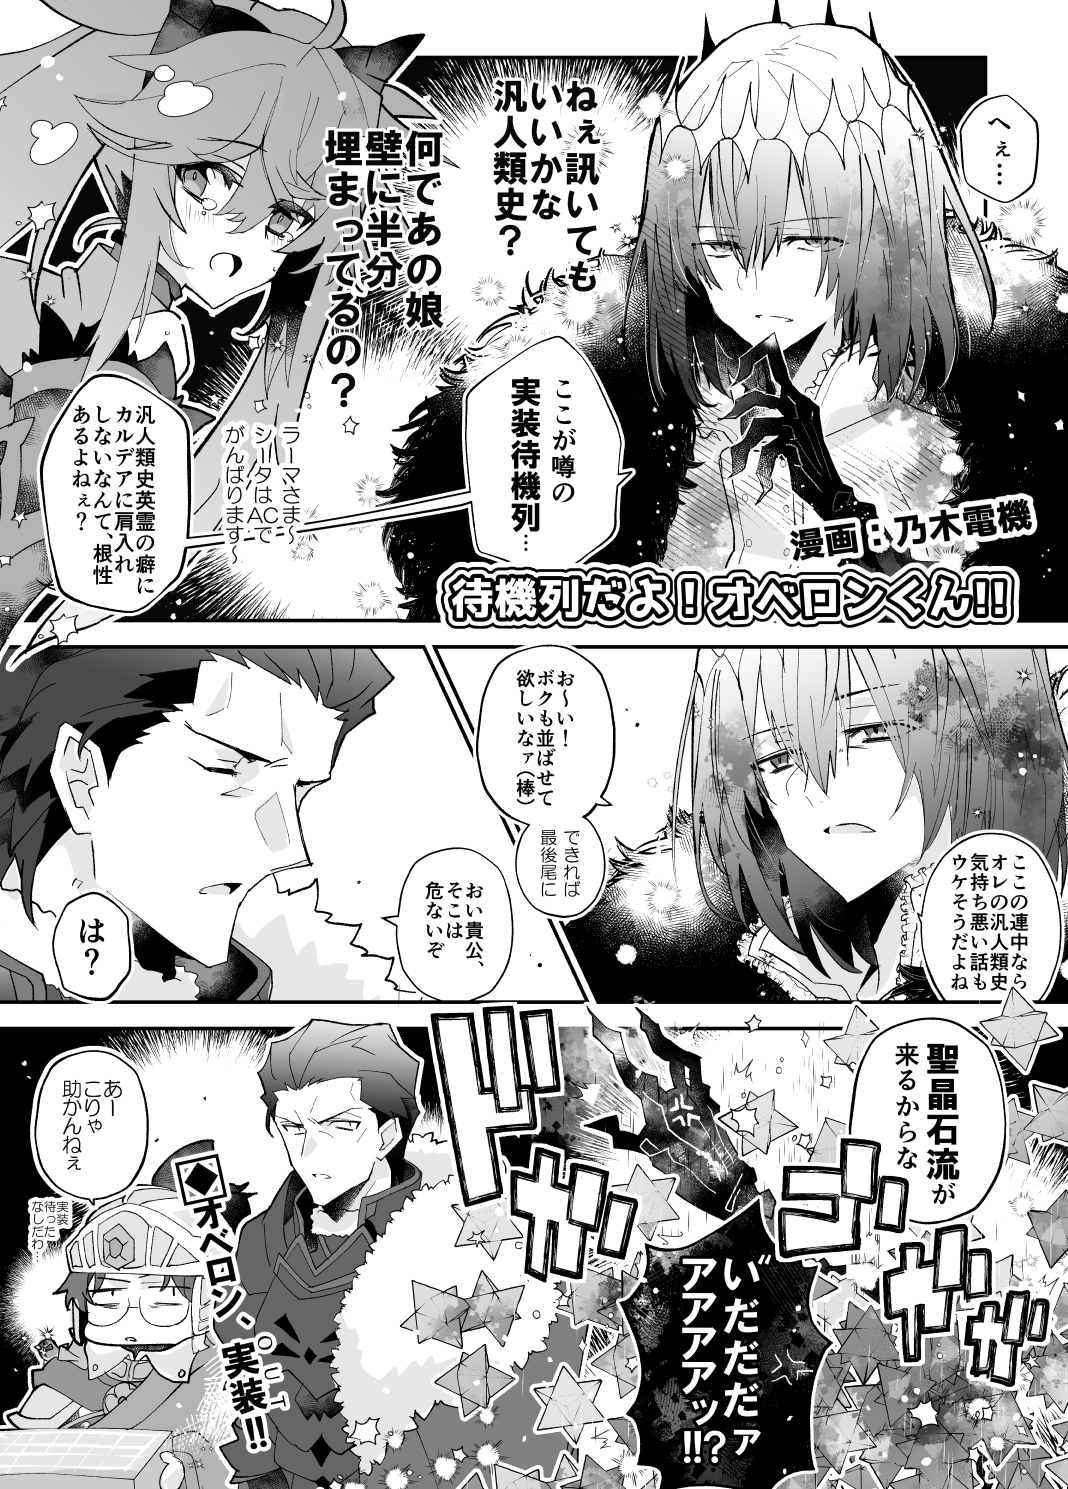 へぇ…
ねぇ訊いても
いいかな
汎人類史？
何であの娘
壁に半分
埋まってるの？
ここが噂の
実装待機列…
汎人類史英霊の癖に
カルデアに肩入れ
しないなんて、根性
あるよねぇ？
ラーマさま～
シータはACで
がんばります～
漫画：乃木電機
待機列だよ！オベロンくん!!
ここの連中なら
オレの汎人類史
気持ち悪い話も
ウケそうだよね
お～い！
ボクも並ばせて
欲しいなァ（棒）
できれば
最後尾に
おい貴公、
そこは
危ないぞ
は？
聖晶石流が
来るからな
ゴガガガ
ドガ
い゛だだだァ
アアアアッ!!?
あー
こりゃ
助かんねぇ
実装
待った
なしだわ…
◆オベロン、実装!!
OUT